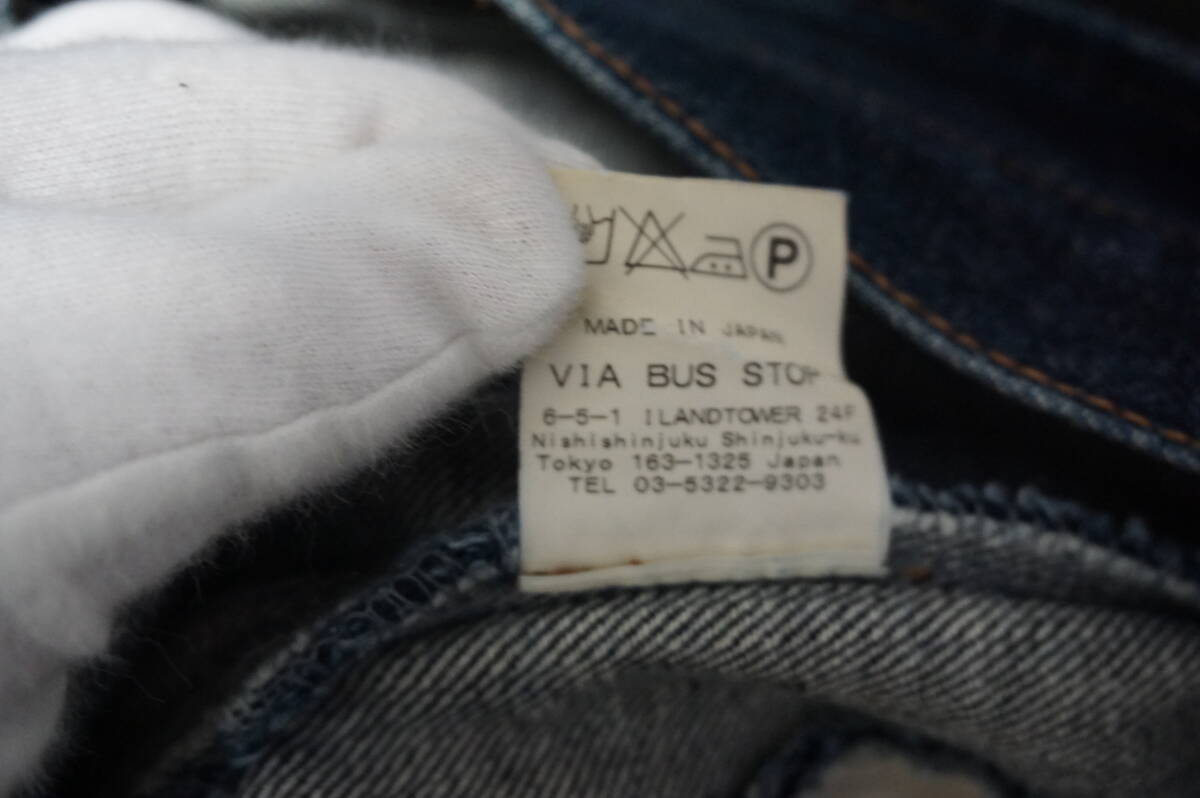 P
MADE IN JAPAN
VIA BUS STOP
6-5-1 ILANDTOWER 24F
Nishishinjuku Shinjuku-ku
Tokyo 163-1325 Japan
TEL 03-5322-9303